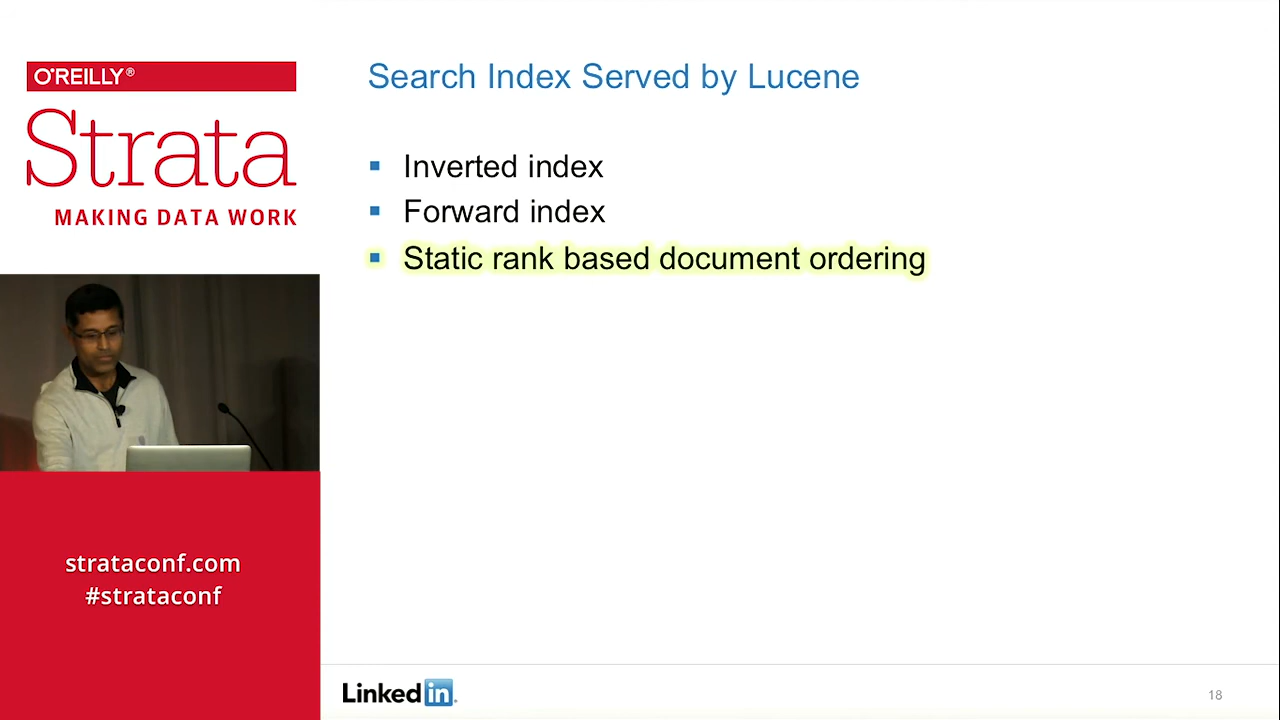 O'REILLY®
Strata
MAKING DATA WORK
strataconf.com
#strataconf
Search Index Served by Lucene
Inverted index
Forward index
Static rank based document ordering
Linked in
18